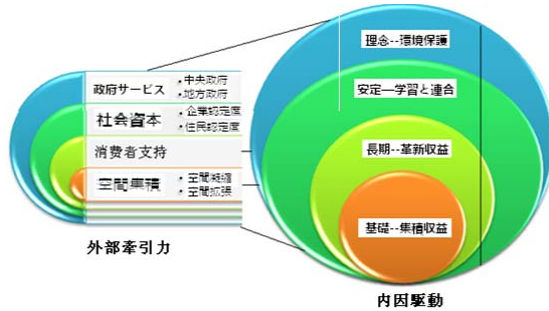 政府サービス
・中央政府
・地方政府
社会資本
・企業認定度
・住民認定度
消費者支持
空間集積
・空間凝縮
・空間拡張
外部牽引力
理念--環境保護
安定—学習と連合
長期--革新収益
基礎--集積収益
内因駆動